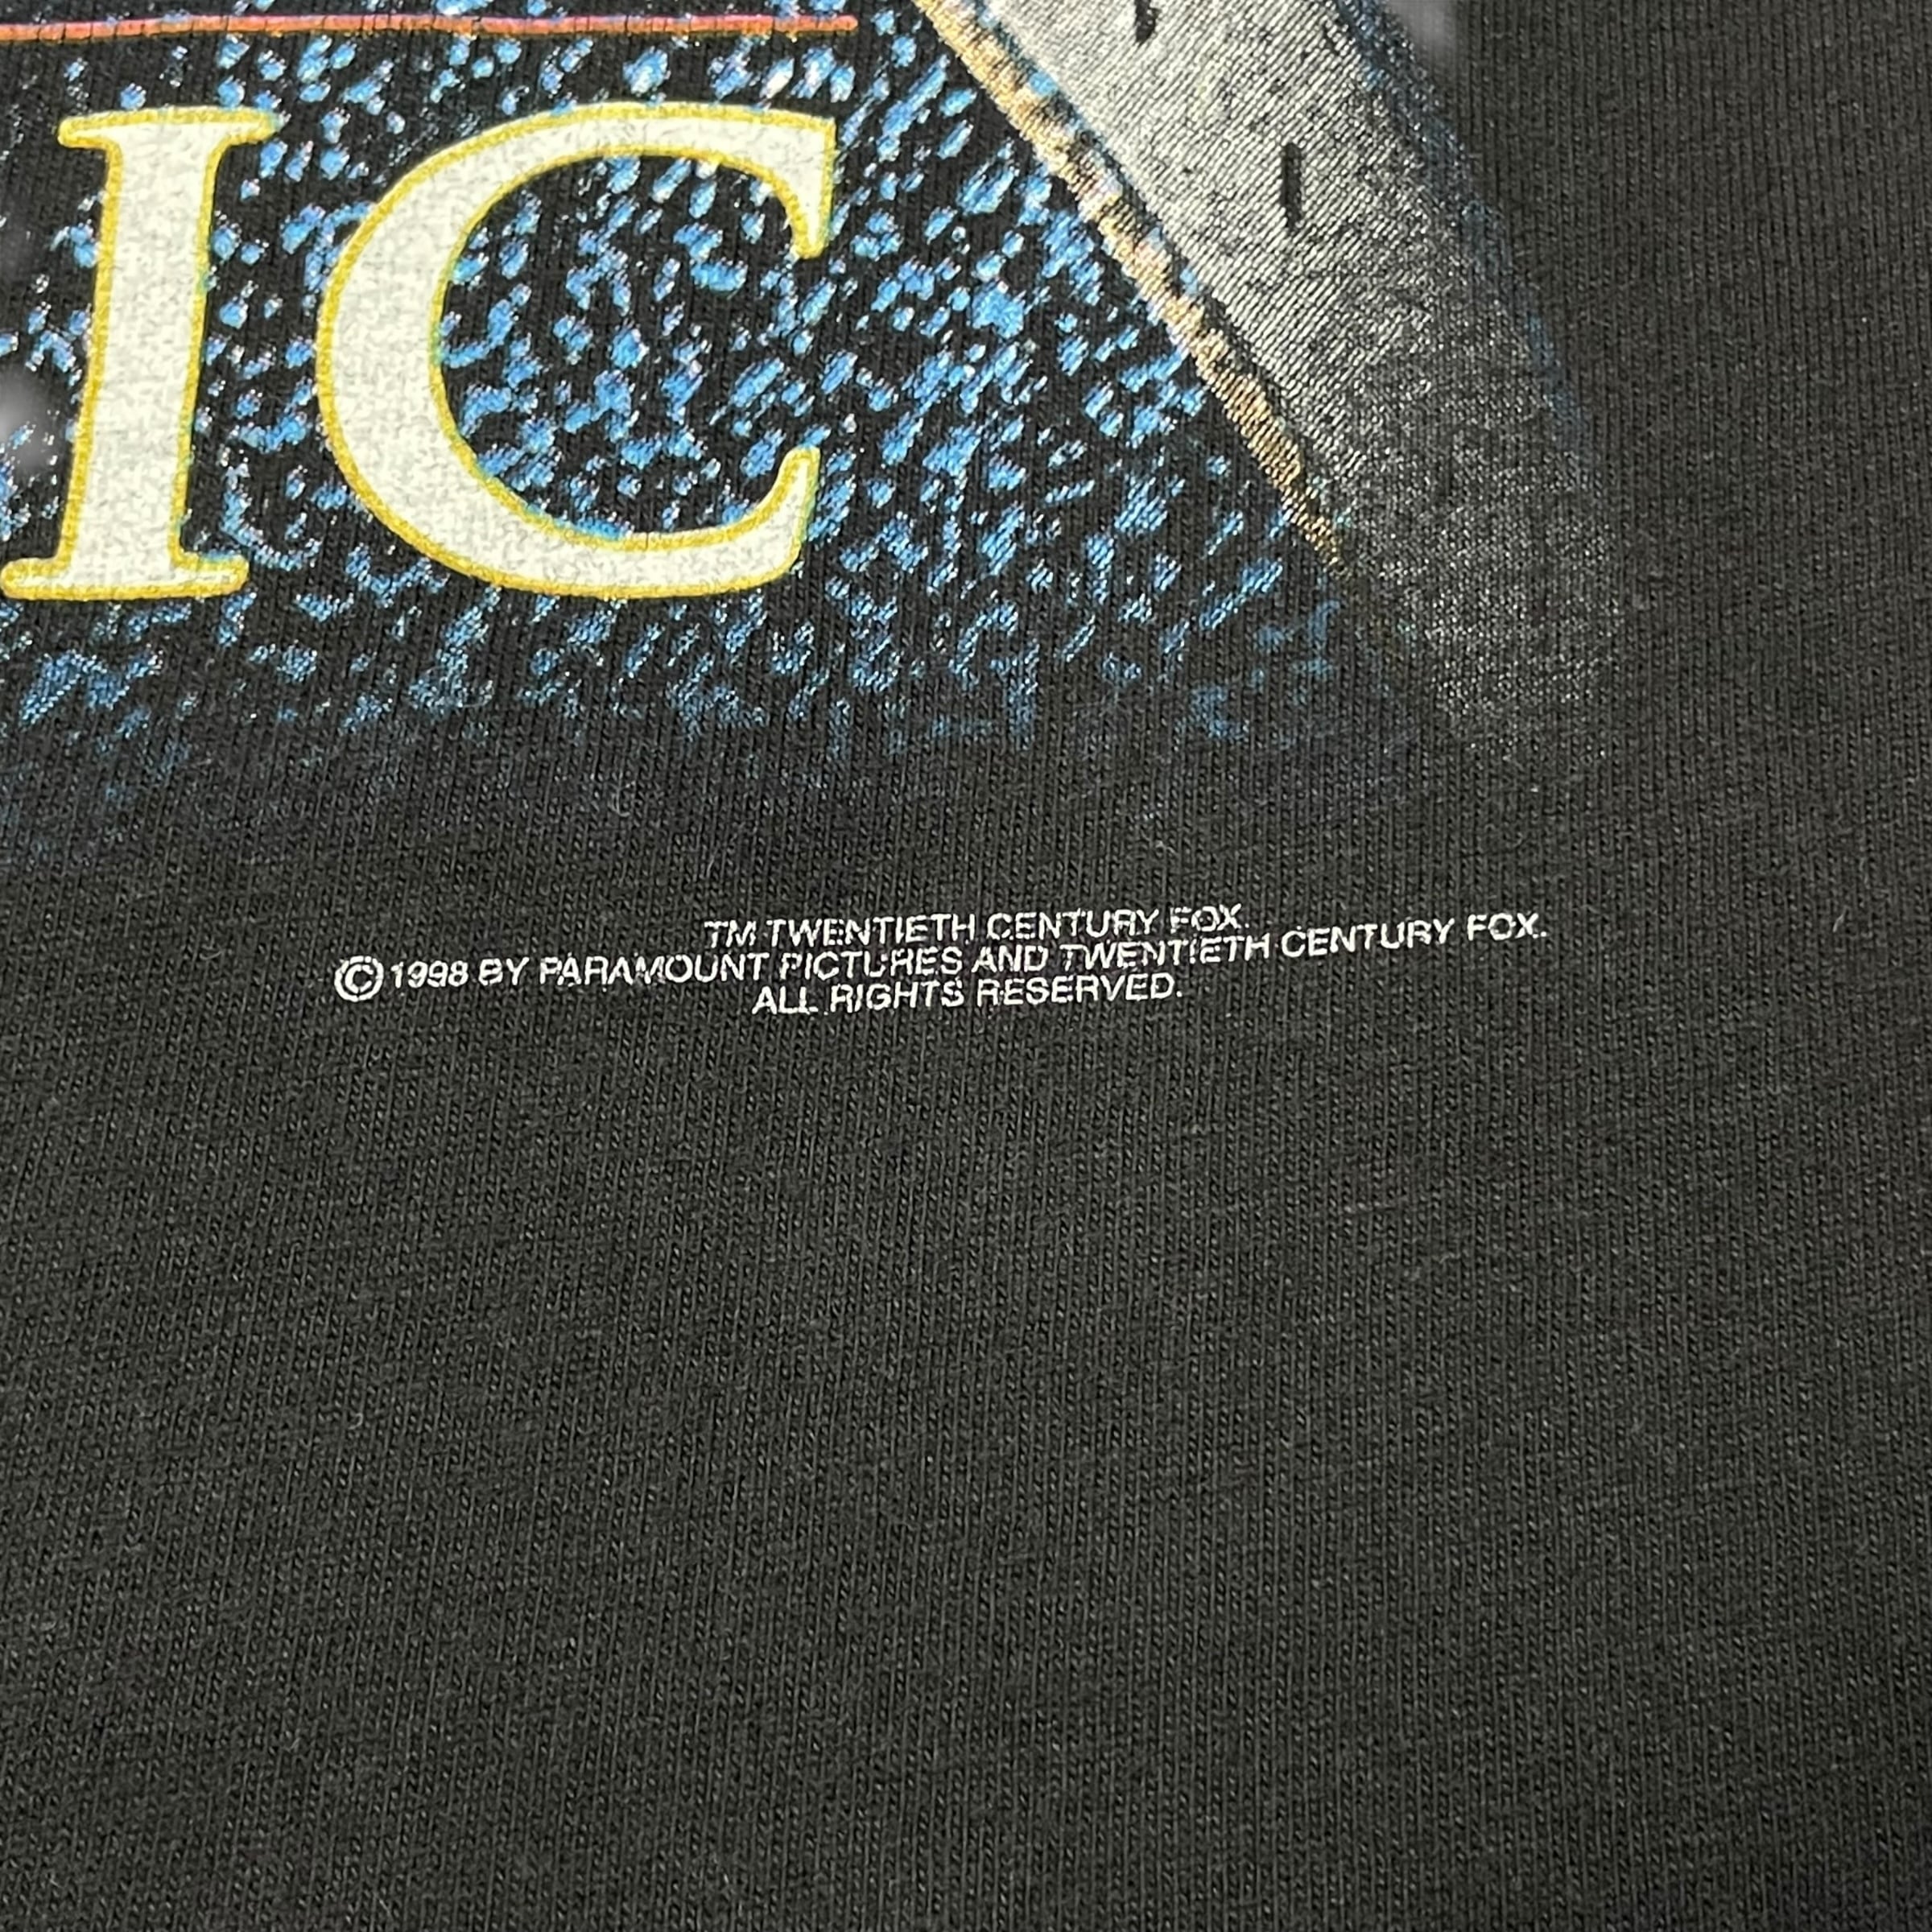 IC
TM TWENTIETH CENTURY FOX.
©1998 BY PARAMOUNT PICTURES AND TWENTIETH CENTURY FOX.
ALL RIGHTS RESERVED.